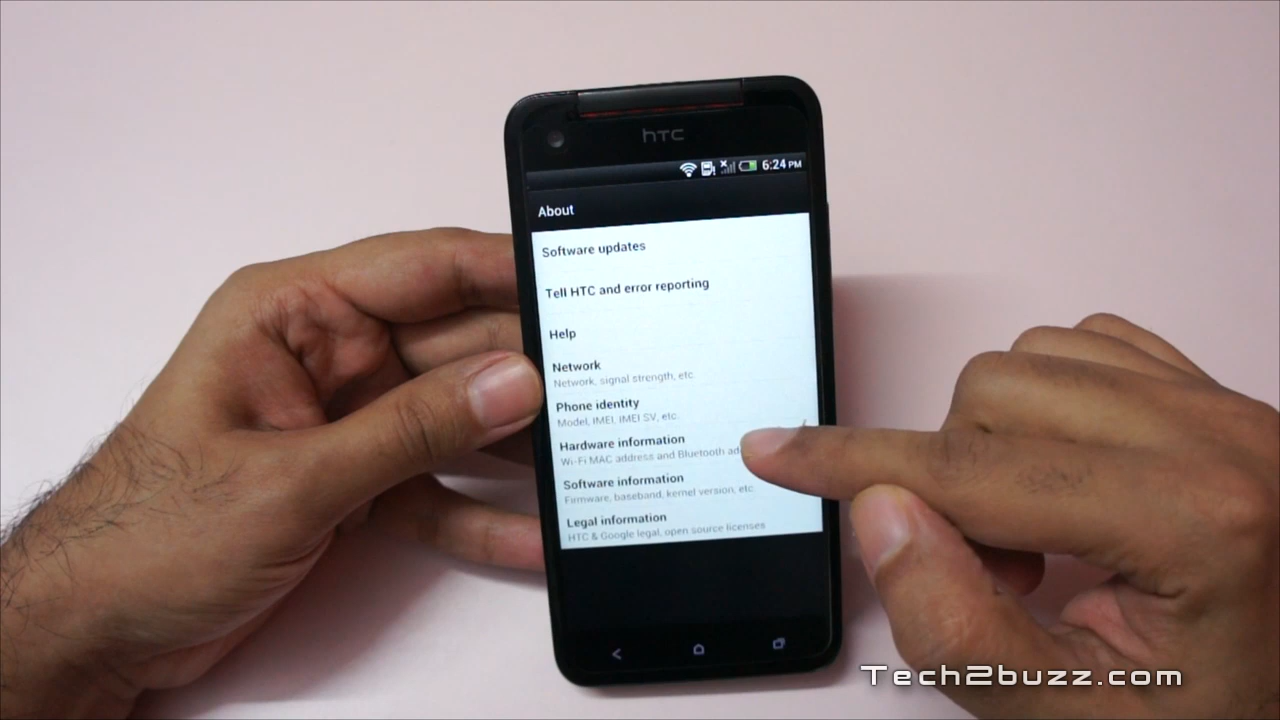 htc
6:24 PM
About
Software updates
Tell HTC and error reporting
Help
Network
Network, signal strength, etc.
Phone identity
Model, IMEI, IMEI SV, etc.
Hardware information
Wi-Fi MAC address and Bluetooth
Software information
Firmware, baseband, kernel version, etc.
Legal information
HTC & Google legal, open source licenses
Tech2buzz.com